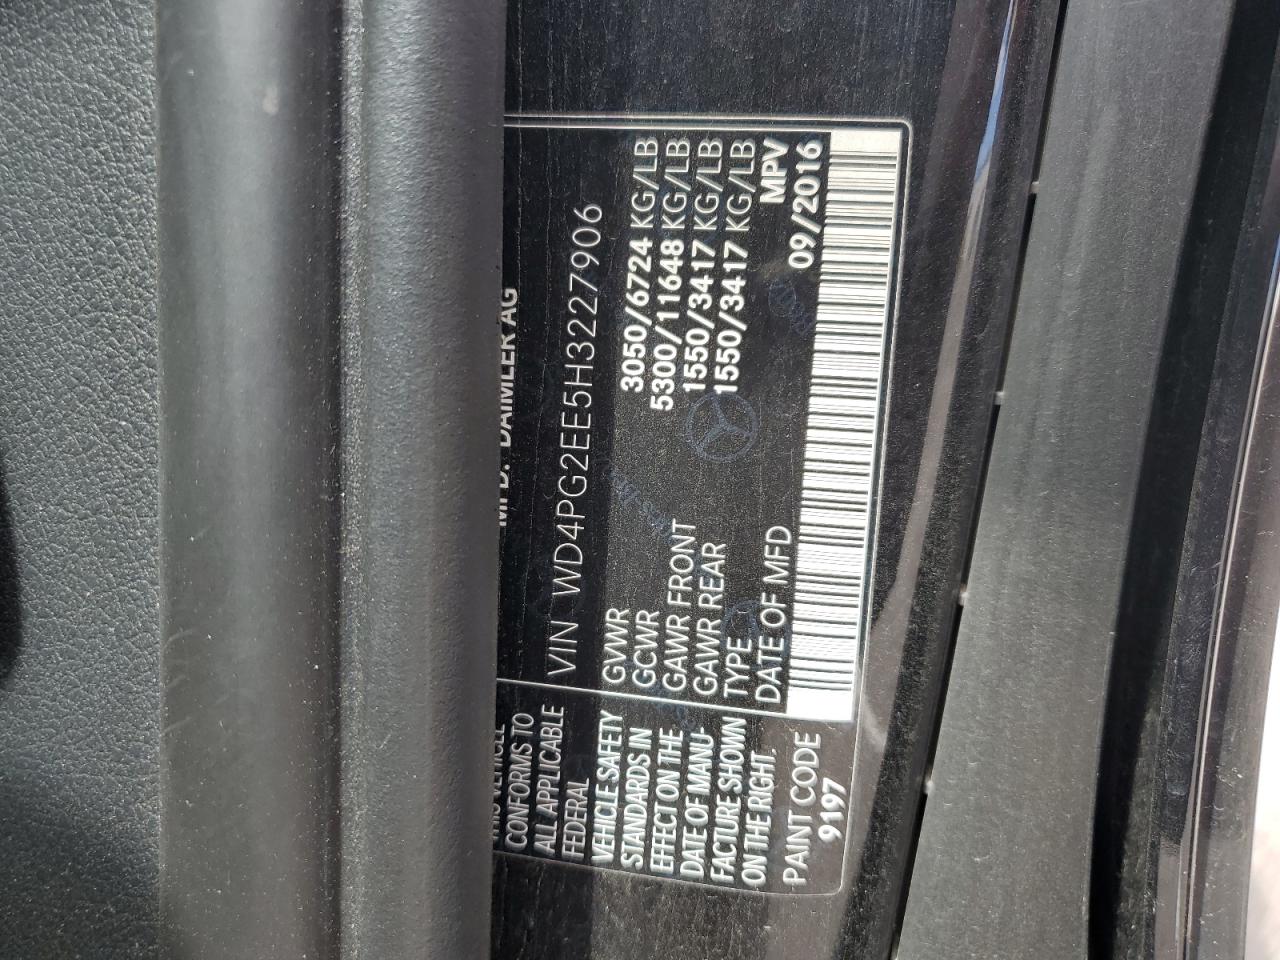 MFD. DAIMLER AG
VIN WD4PG2EE5H3227906
GVWR 3050/6724 KG/LB
GCWR 5300/11648 KG/LB
GAWR FRONT 1550/3417 KG/LB
GAWR REAR 1550/3417 KG/LB
TYPE MPV
DATE OF MFD 09/2016
THIS VEHICLE
CONFORMS TO
ALL APPLICABLE
FEDERAL
VEHICLE SAFETY
STANDARDS IN
EFFECT ON THE
DATE OF MANU-
FACTURE SHOWN
ON THE RIGHT.
PAINT CODE
9197